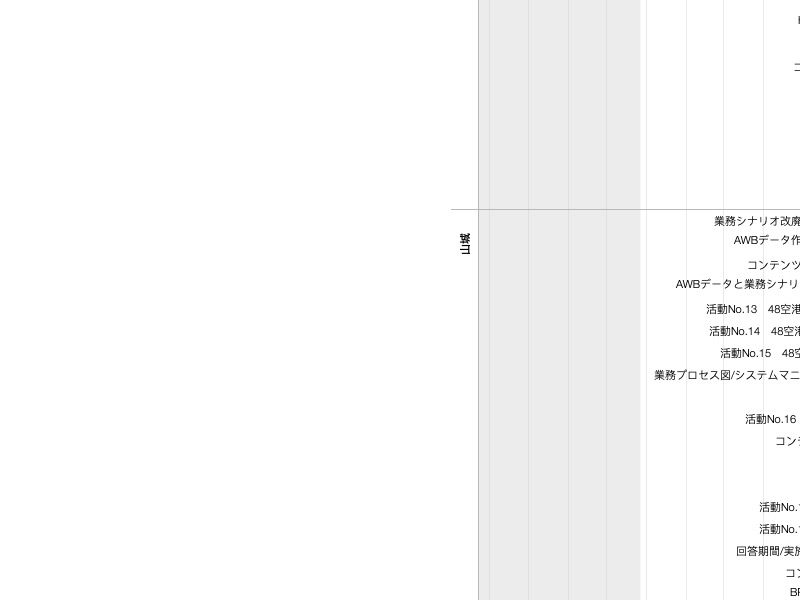 コ
業務シナリオ改廃
AWBデータ作
山城
コンテンツ
AWBデータと業務シナリ
活動No.13　48空港
活動No.14　48空港
活動No.15　48空
業務プロセス図/システムマニ
活動No.16
コンテ
活動No.1
活動No.1
回答期間/実施
コン
BP